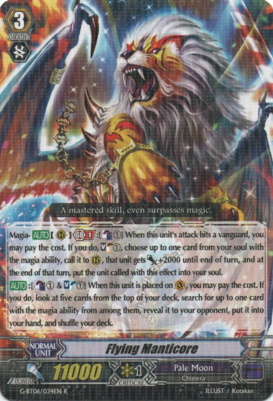 3
A mastered skill, even surpasses magic.
Magia- AUTO When this unit's attack hits a vanguard, you
may pay the cost. If you do, choose up to one card from your soul with
the magia ability, call it to, that unit gets +2000 until end of turn, and at
the end of that turn, put the unit called with this effect into your soul.
AUTO When this unit is placed on, you may pay the cost. If
you do, look at five cards from the top of your deck, search for up to one card
with the magia ability from among them, reveal it to your opponent, put it into
your hand, and shuffle your deck.
NORMAL
UNIT
Flying Manticore
POWER
11000
1
CRITICAL
Pale Moon
Chimera
G-BT06/034EN R
ILLUST / Kotakan